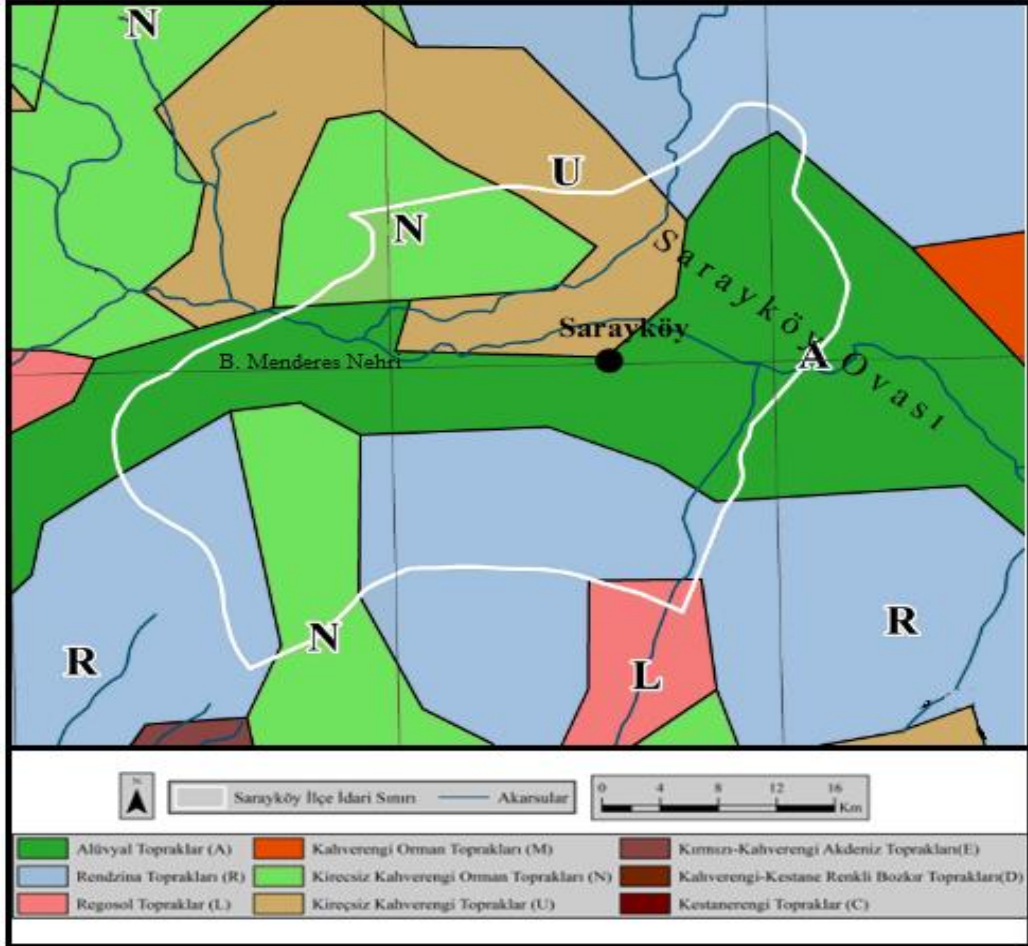 N
U
N
Sarayköy Ovası
Sarayköy
A
B. Menderes Nehri
N
R
R
L
N
Sarayköy İlçe İdari Sınırı
Akarsular
0 4 8 12 16
Km
Alüvyal Topraklar (A)
Kahverengi Orman Toprakları (M)
Kırmızı-Kahverengi Akdeniz Toprakları(E)
Rendzina Toprakları (R)
Kireçsiz Kahverengi Orman Toprakları (N)
Kahverengi-Kestane Renkli Bozkır Toprakları(D)
Regosol Topraklar (L)
Kireçsiz Kahverengi Topraklar (U)
Kestanerengi Topraklar (C)